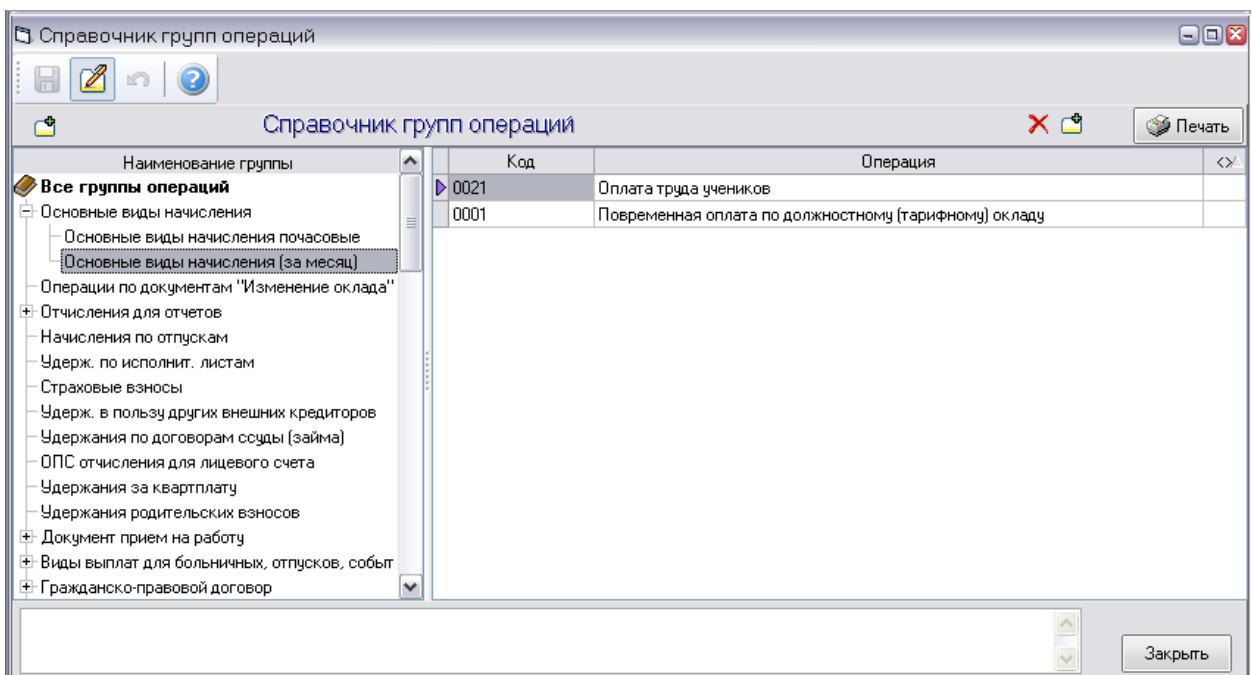 Справочник групп операций
Справочник групп операций
Печать
Наименование группы
Код
Операция
<>
Все группы операций
0021
Оплата труда учеников
Основные виды начисления
0001
Повременная оплата по должностному (тарифному) окладу
Основные виды начисления почасовые
Основные виды начисления (за месяц)
Операции по документам "Изменение оклада"
Отчисления для отчетов
Начисления по отпускам
Удерж. по исполнит. листам
Страховые взносы
Удерж. в пользу других внешних кредиторов
Удержания по договорам ссуды (займа)
ОПС отчисления для лицевого счета
Удержания за квартплату
Удержания родительских взносов
Документ прием на работу
Виды выплат для больничных, отпусков, событ
Гражданско-правовой договор
Закрыть